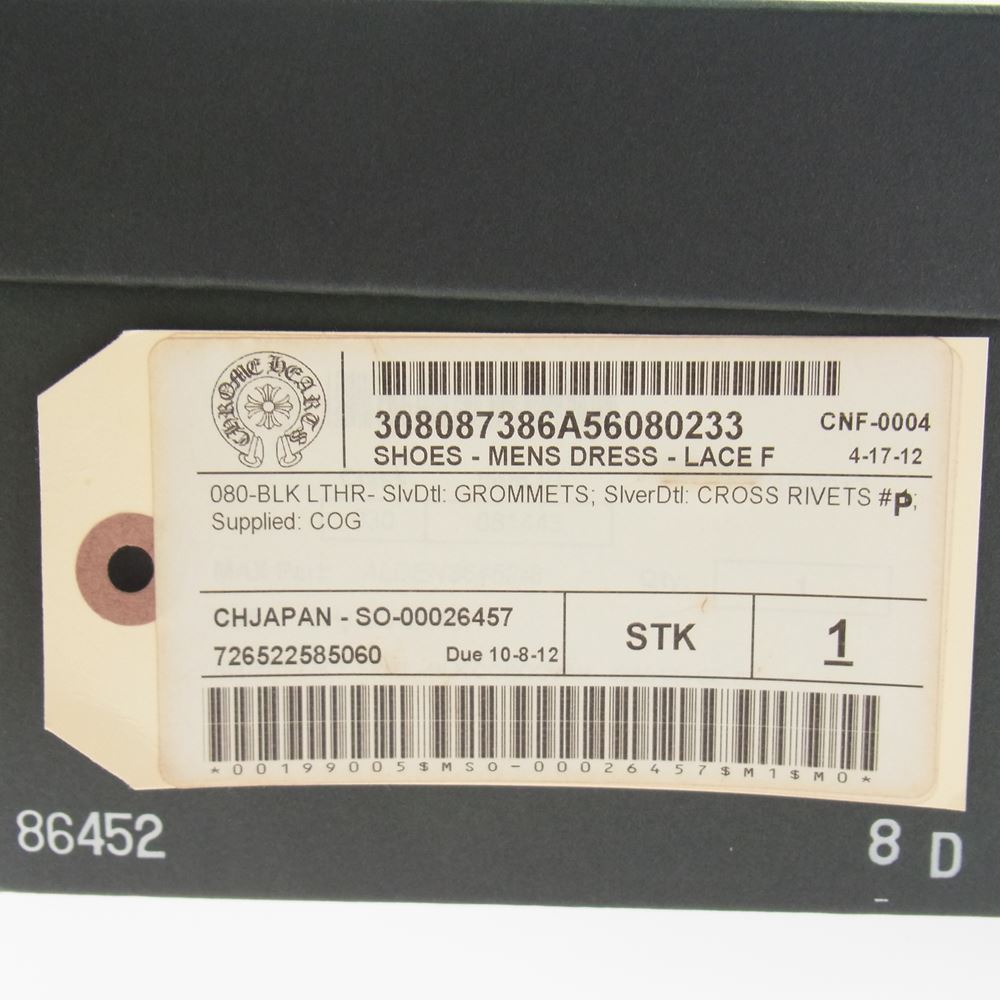 CHROME HEARTS
308087386A56080233
CNF-0004
SHOES - MENS DRESS - LACE F
4-17-12
080-BLK LTHR- SlvDtl: GROMMETS; SlverDtl: CROSS RIVETS #P;
Supplied: COG
CHJAPAN - SO-00026457
726522585060 Due 10-8-12
STK
1
*00199005$MSO-00026457$M1$M0*
86452
8 D